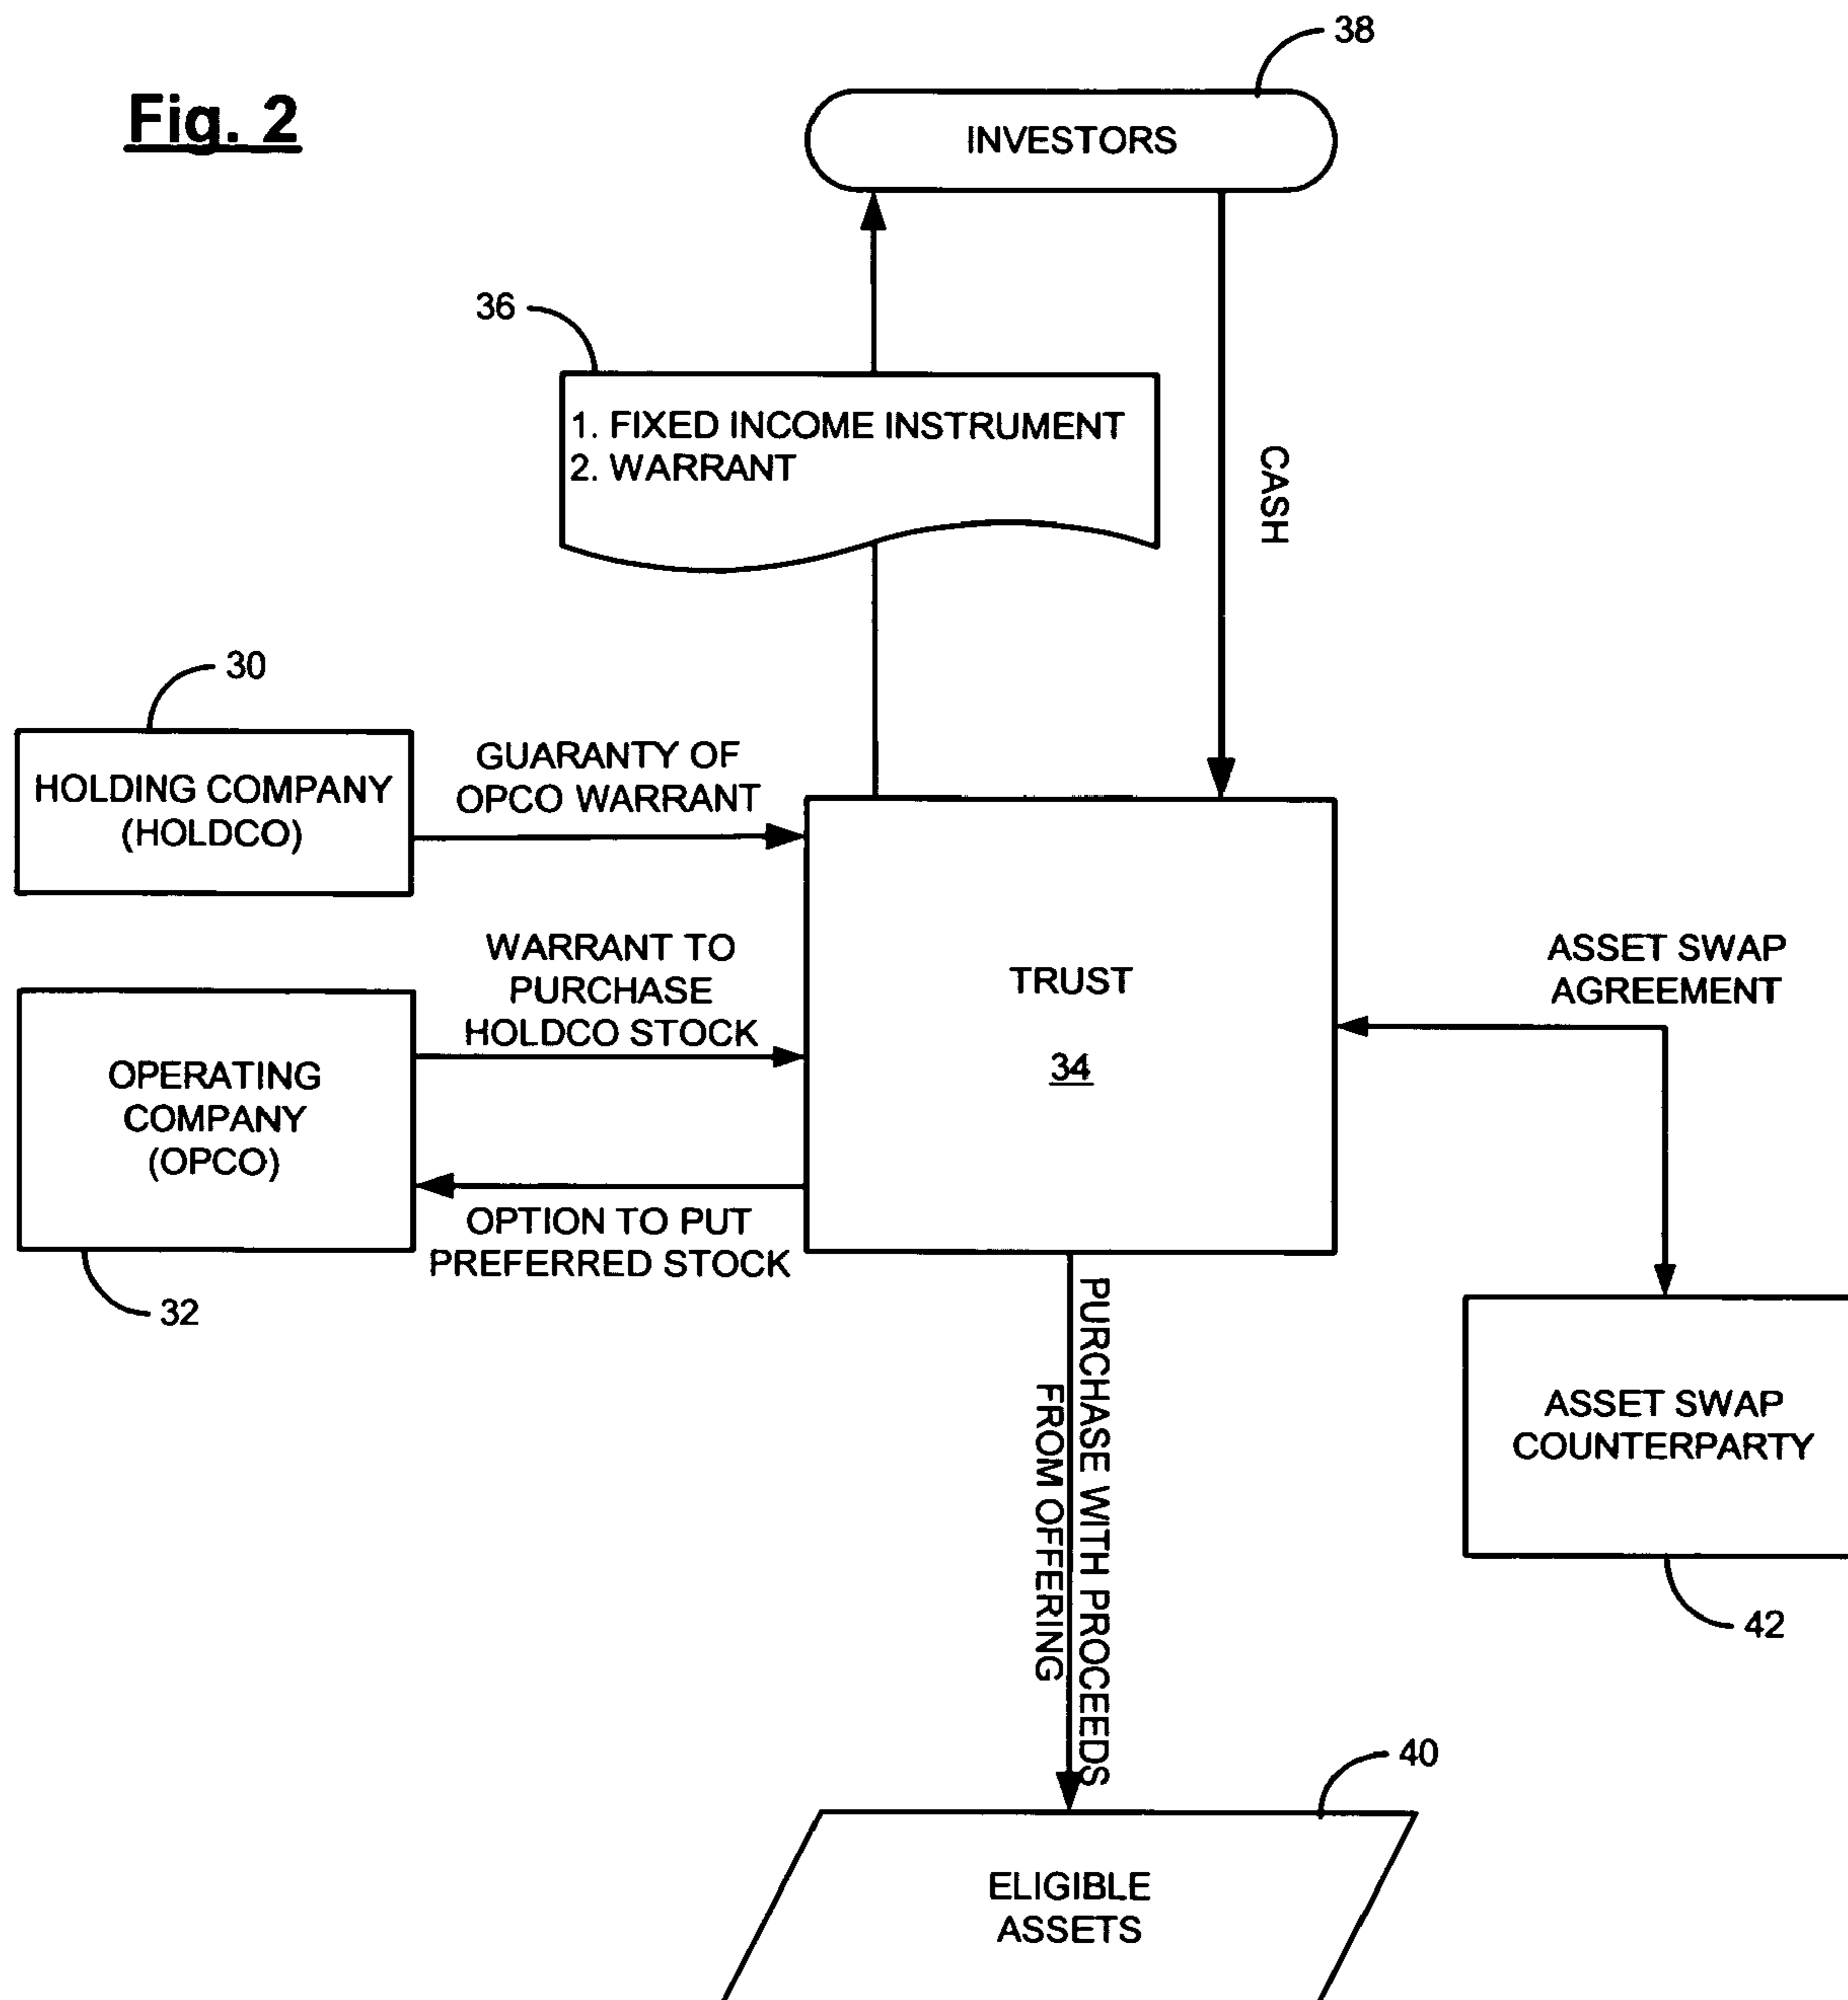 Fig. 2
38
INVESTORS
36
1. FIXED INCOME INSTRUMENT
2. WARRANT
CASH
30
HOLDING COMPANY
(HOLDCO)
GUARANTY OF
OPCO WARRANT
WARRANT TO
PURCHASE
HOLDCO STOCK
OPERATING
COMPANY
(OPCO)
32
OPTION TO PUT
PREFERRED STOCK
TRUST
34
ASSET SWAP
AGREEMENT
ASSET SWAP
COUNTERPARTY
42
PURCHASE WITH PROCEEDS
FROM OFFERING
40
ELIGIBLE
ASSETS